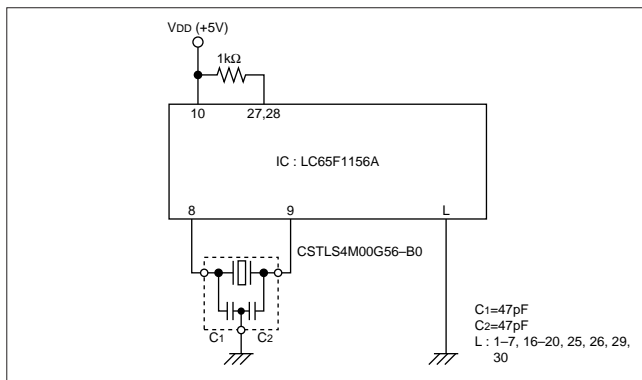 VDD (+5V)
1kΩ
10
27,28
IC : LC65F1156A
8
9
L
CSTLS4M00G56–B0
C1
C2
C1=47pF
C2=47pF
L : 1–7, 16–20, 25, 26, 29,
30